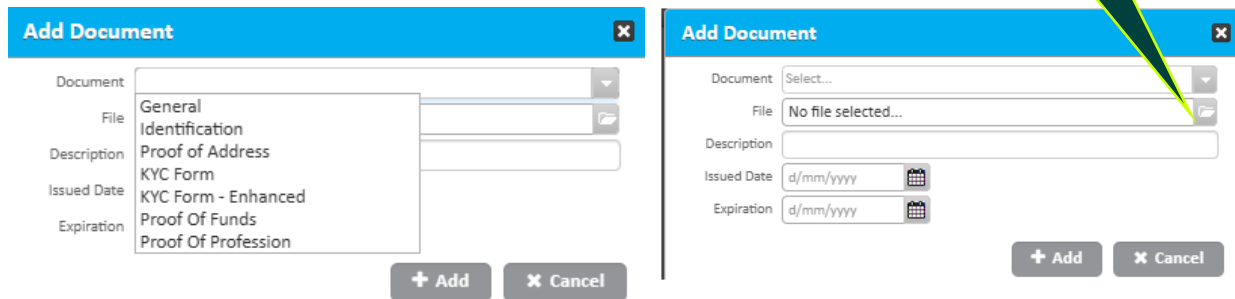 Add Document
Document
General
File
Identification
Description
Proof of Address
KYC Form
Issued Date
KYC Form - Enhanced
Expiration
Proof Of Funds
Proof Of Profession
Add
Cancel
Add Document
Document Select...
File No file selected...
Description
Issued Date d/mm/yyyy
Expiration d/mm/yyyy
Add
Cancel